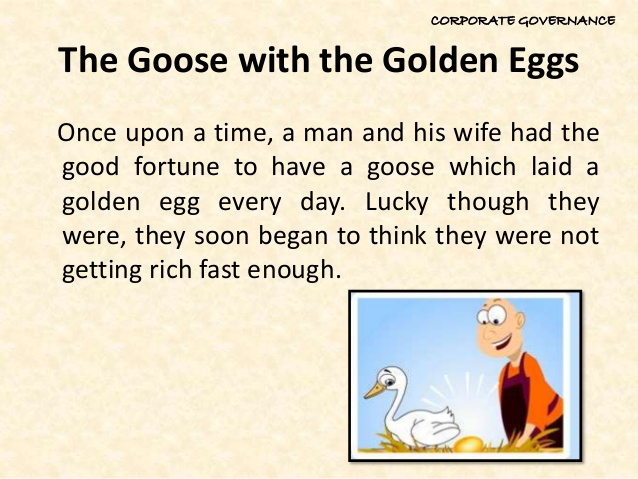 CORPORATE GOVERNANCE
The Goose with the Golden Eggs
Once upon a time, a man and his wife had the
good fortune to have a goose which laid a
golden egg every day. Lucky though they
were, they soon began to think they were not
getting rich fast enough.